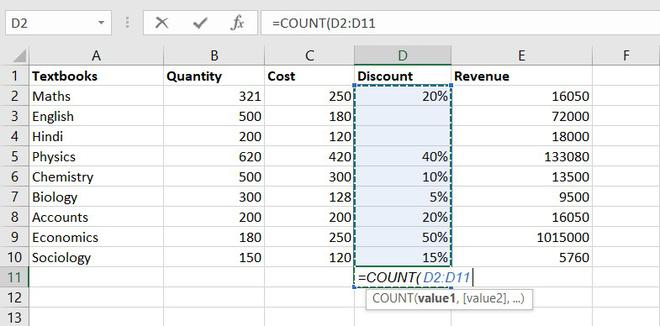 D2 fx =COUNT(D2:D11
A B C D E F
1 Textbooks Quantity Cost Discount Revenue
2 Maths 321 250 20% 16050
3 English 500 180 72000
4 Hindi 200 120 18000
5 Physics 620 420 40% 133080
6 Chemistry 500 300 10% 13500
7 Biology 300 128 5% 9500
8 Accounts 200 200 20% 16050
9 Economics 180 250 50% 1015000
10 Sociology 150 120 15% 5760
11 =COUNT( D2:D11
12 COUNT(value1, [value2], ...)
13